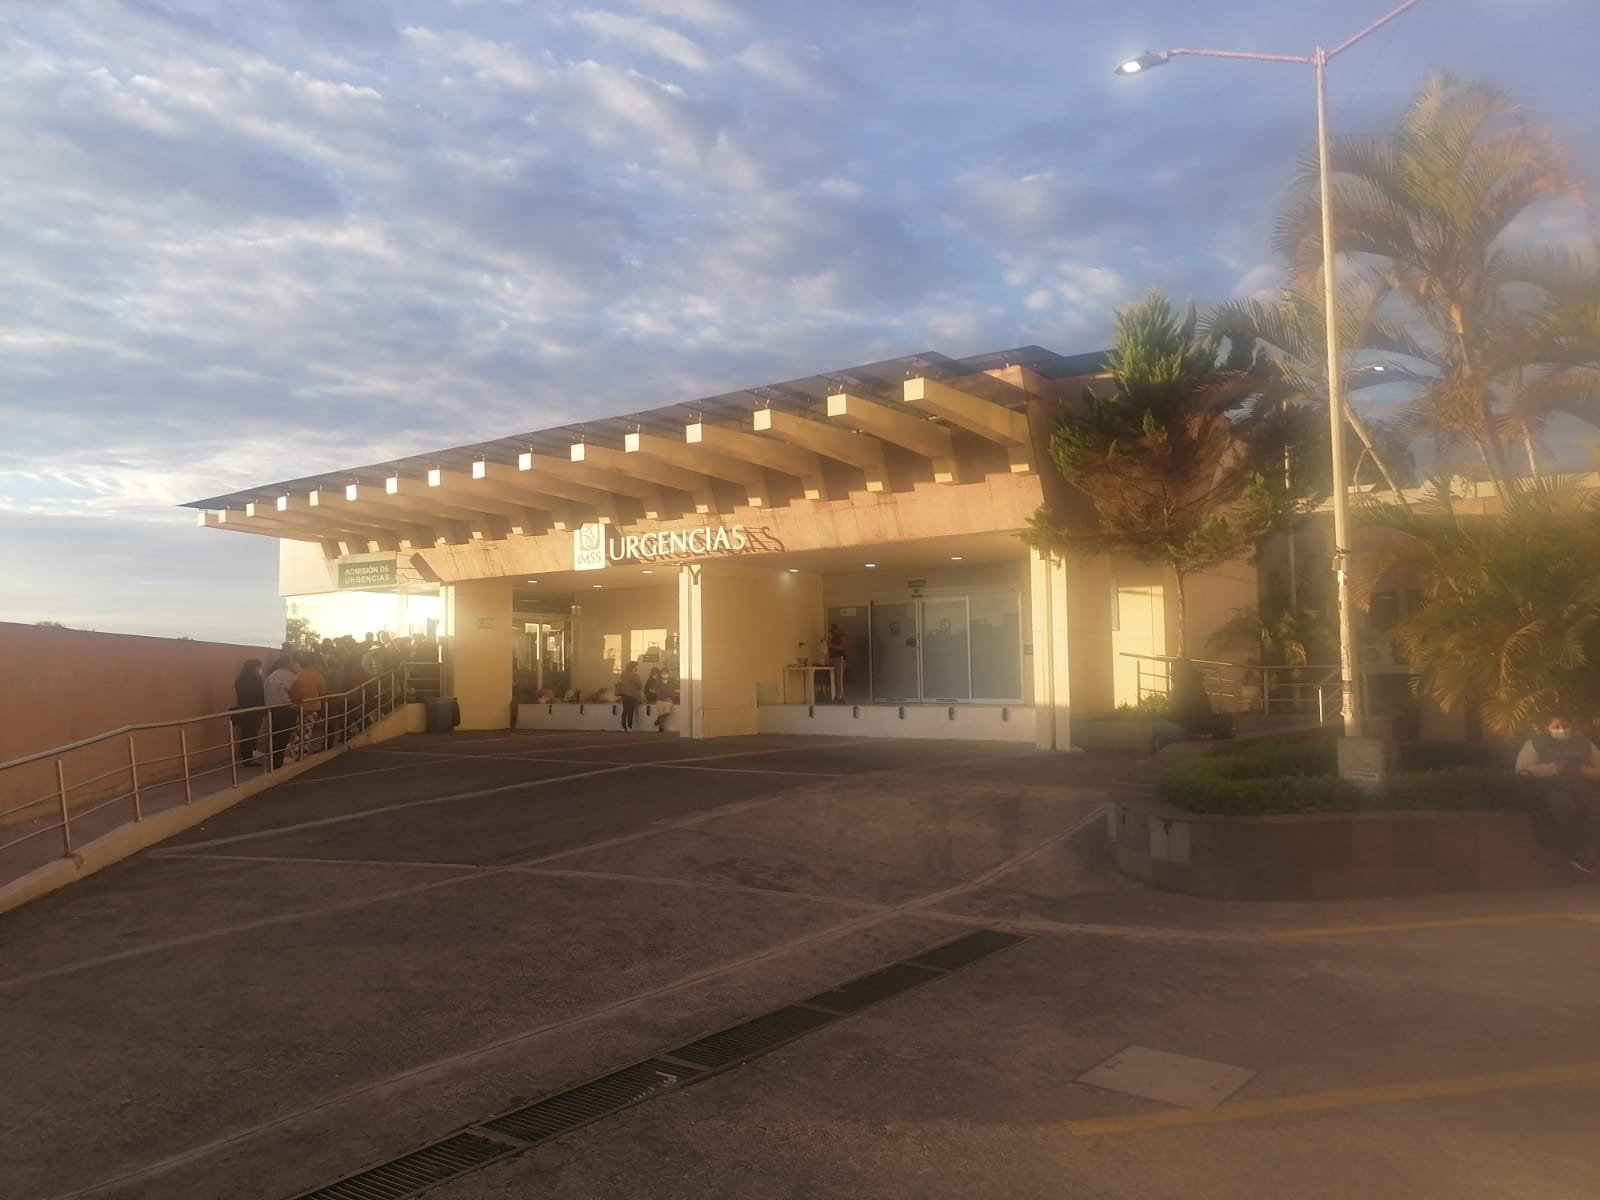 IMSS
URGENCIAS
ADMISIÓN DE
URGENCIAS